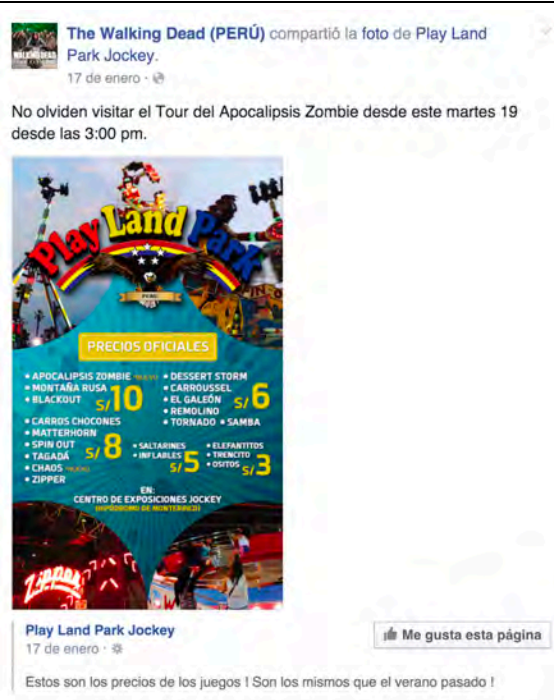 The Walking Dead (PERÚ) compartió la foto de Play Land
Park Jockey.
17 de enero ·
No olviden visitar el Tour del Apocalipsis Zombie desde este martes 19
desde las 3:00 pm.
Play Land Park
PERU
PRECIOS OFICIALES
• APOCALIPSIS ZOMBIE NUEVO
• MONTAÑA RUSA
• BLACKOUT
S/10
• DESSERT STORM
• CARROUSSEL
• EL GALEÓN
• REMOLINO
• TORNADO • SAMBA
S/6
• CARROS CHOCONES
• MATTERHORN
• SPIN OUT
• TAGADÁ
• CHAOS NUEVO
• ZIPPER
S/8
• SALTARINES
• INFLABLES
S/5
• ELEFANTITOS
• TRENCITO
• OSITOS
S/3
EN:
CENTRO DE EXPOSICIONES JOCKEY
(HIPÓDROMO DE MONTERRICO)
Zipper
Play Land Park Jockey
17 de enero ·
Me gusta esta página
Estos son los precios de los juegos ! Son los mismos que el verano pasado !